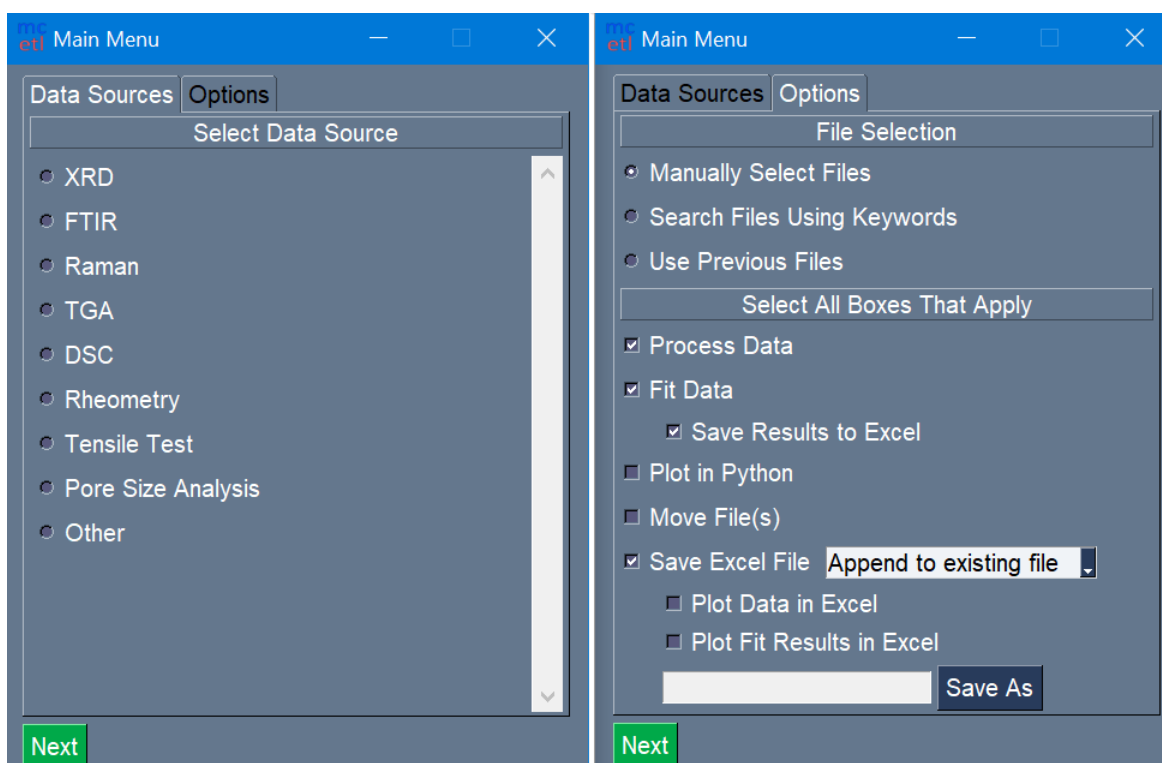 mc
etl Main Menu
Data Sources Options
Select Data Source
XRD
FTIR
Raman
TGA
DSC
Rheometry
Tensile Test
Pore Size Analysis
Other
Next
mc
etl Main Menu
Data Sources Options
File Selection
Manually Select Files
Search Files Using Keywords
Use Previous Files
Select All Boxes That Apply
Process Data
Fit Data
Save Results to Excel
Plot in Python
Move File(s)
Save Excel File Append to existing file
Plot Data in Excel
Plot Fit Results in Excel
Save As
Next